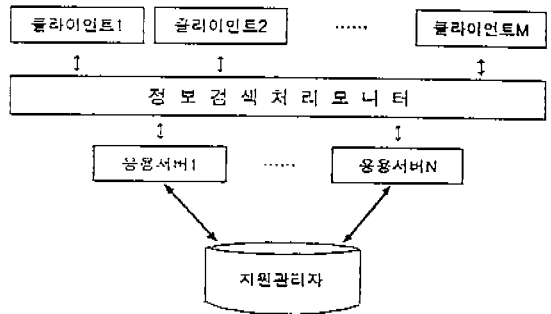 클라이언트1 클라이언트2 ...... 클라이언트M
정 보 검 색 처 리 모 니 터
응용서버1 ...... 응용서버N
자원관리자